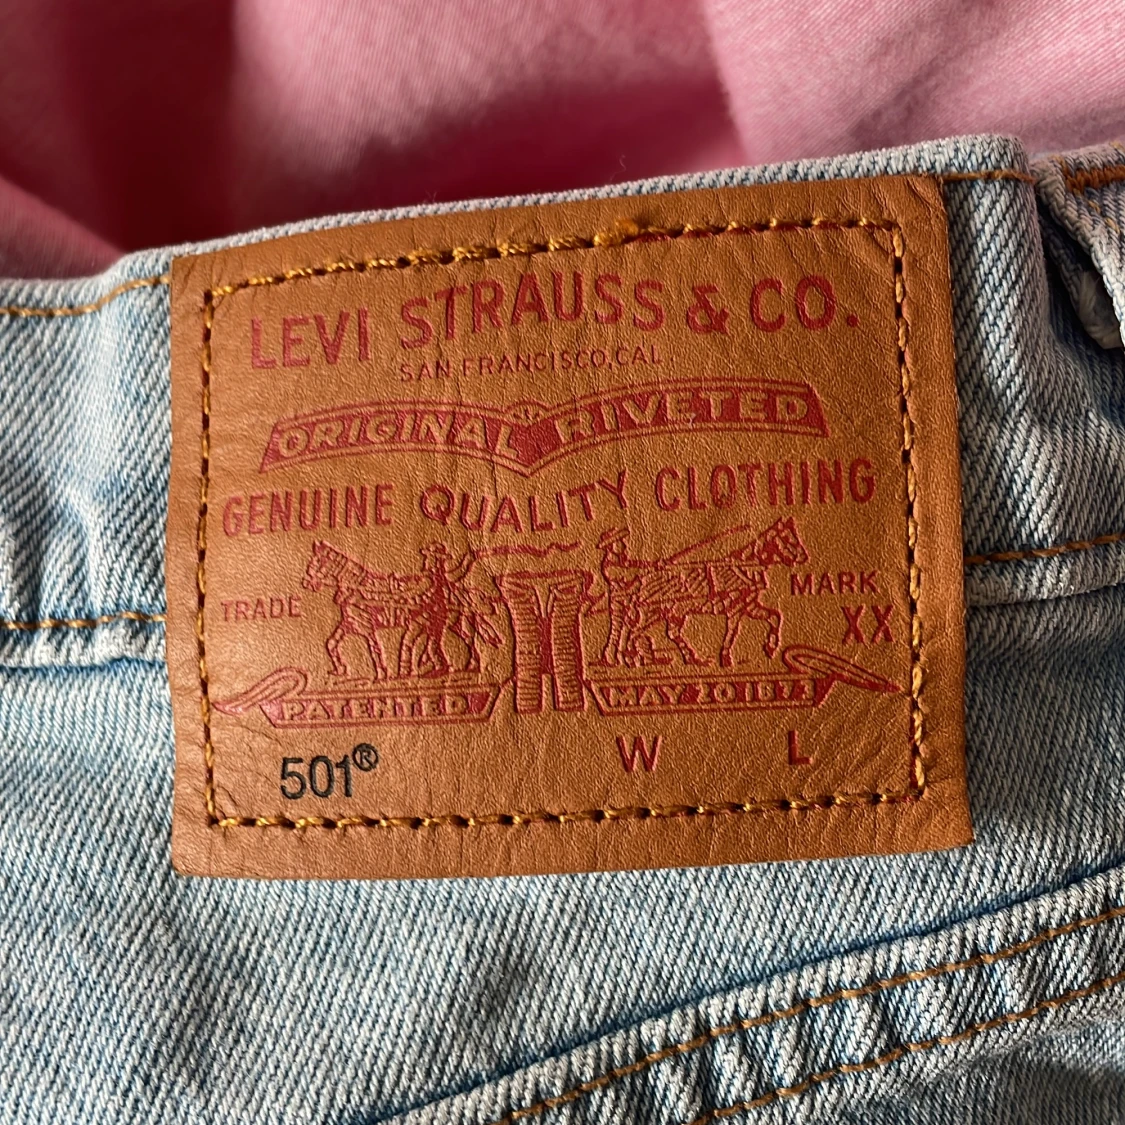 LEVI STRAUSS & CO.
SAN FRANCISCO, CAL.
ORIGINAL RIVETED
GENUINE QUALITY CLOTHING
TRADE MARK
XX
PATENTED MAY 20 1873
501® W L